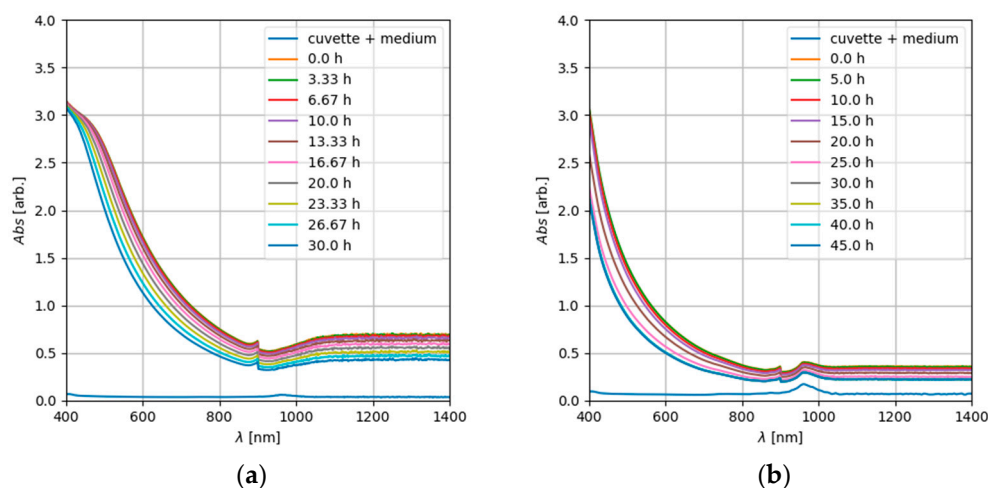 4.0
3.5
3.0
2.5
2.0
1.5
1.0
0.5
0.0
Abs [arb.]
400 600 800 1000 1200 1400
λ [nm]
cuvette + medium
0.0 h
3.33 h
6.67 h
10.0 h
13.33 h
16.67 h
20.0 h
23.33 h
26.67 h
30.0 h
(a)
4.0
3.5
3.0
2.5
2.0
1.5
1.0
0.5
0.0
Abs [arb.]
400 600 800 1000 1200 1400
λ [nm]
cuvette + medium
0.0 h
5.0 h
10.0 h
15.0 h
20.0 h
25.0 h
30.0 h
35.0 h
40.0 h
45.0 h
(b)